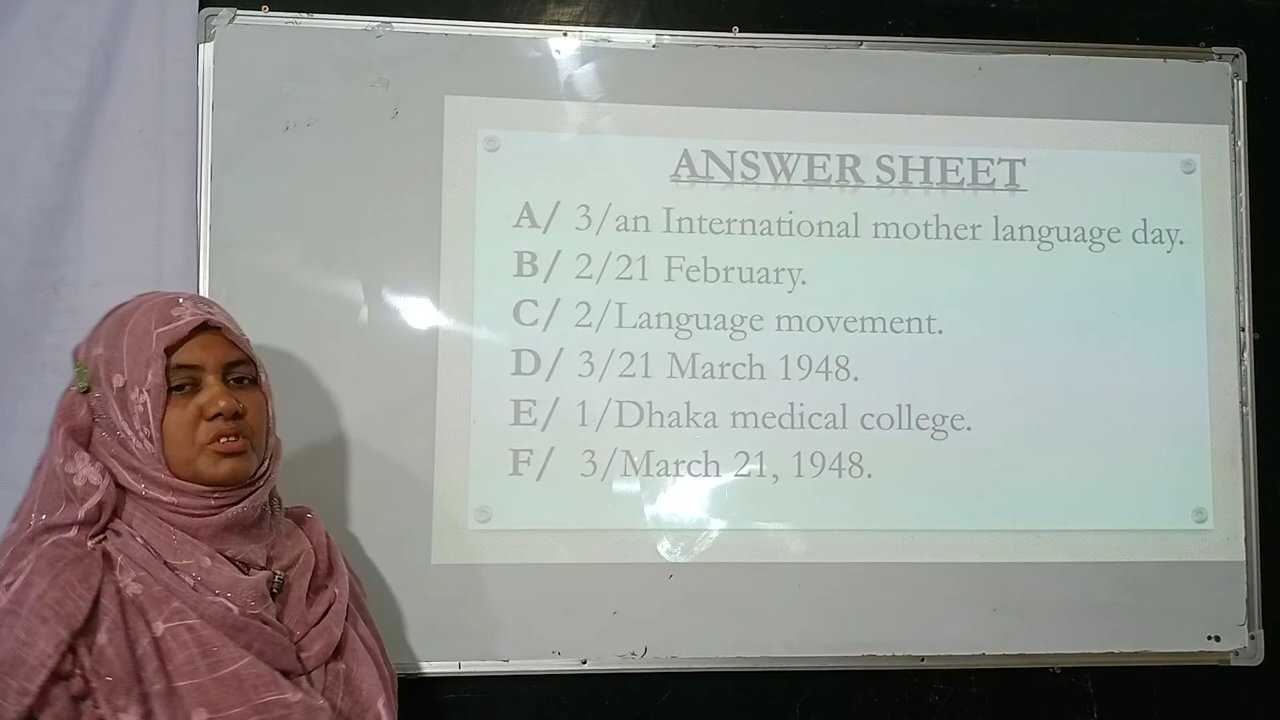 ANSWER SHEET
A/ 3/an International mother language day.
B/ 2/21 February.
C/ 2/Language movement.
D/ 3/21 March 1948.
E/ 1/Dhaka medical college.
F/ 3/March 21, 1948.